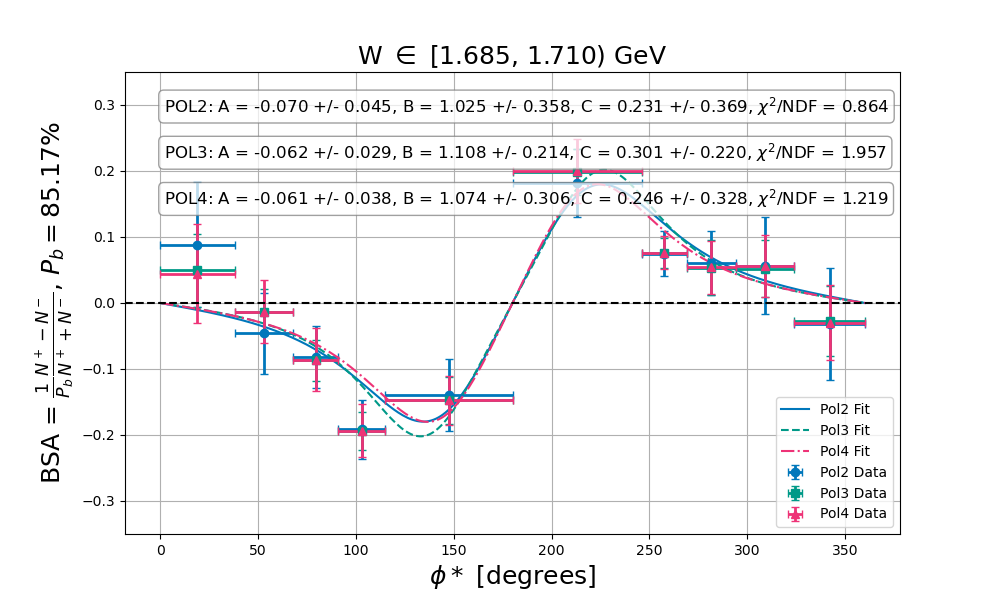 W ∈ [1.685, 1.710) GeV
POL2: A = -0.070 +/- 0.045, B = 1.025 +/- 0.358, C = 0.231 +/- 0.369, χ²/NDF = 0.864
POL3: A = -0.062 +/- 0.029, B = 1.108 +/- 0.214, C = 0.301 +/- 0.220, χ²/NDF = 1.957
POL4: A = -0.061 +/- 0.038, B = 1.074 +/- 0.306, C = 0.246 +/- 0.328, χ²/NDF = 1.219
BSA = 1/P_b N⁺ − N⁻/N⁺ + N⁻, P_b = 85.17%
0.3
0.2
0.1
0.0
−0.1
−0.2
−0.3
Pol2 Fit
Pol3 Fit
Pol4 Fit
Pol2 Data
Pol3 Data
Pol4 Data
0 50 100 150 200 250 300 350
ϕ* [degrees]